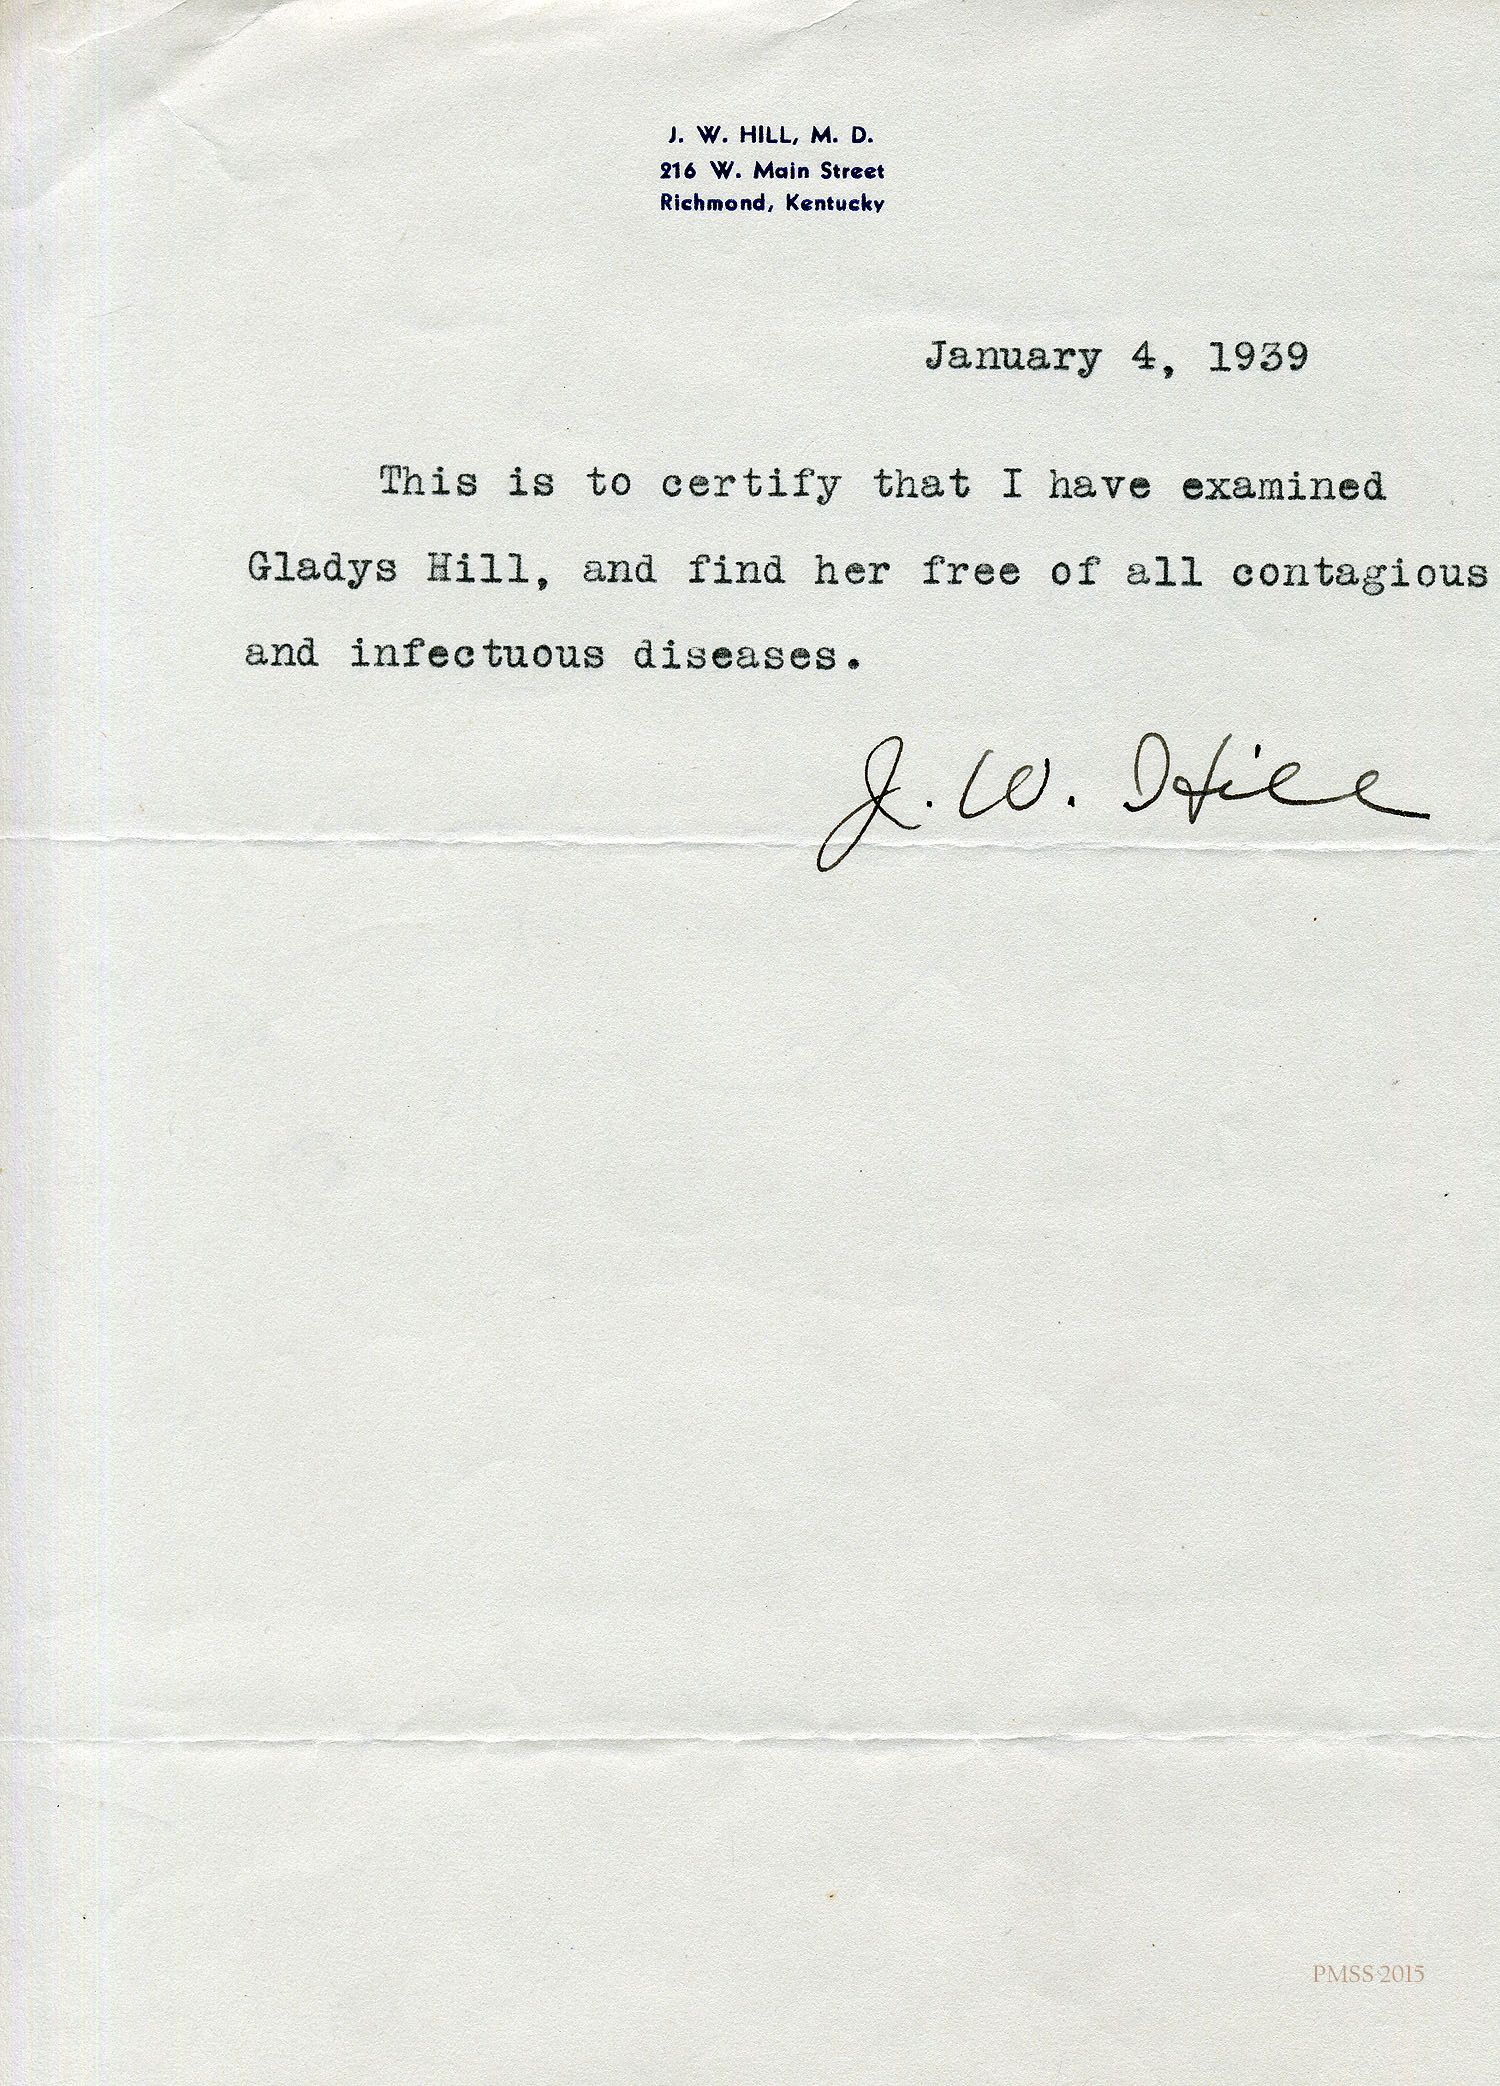 J. W. HILL, M. D.
216 W. Main Street
Richmond, Kentucky
January 4, 1939
This is to certify that I have examined
Gladys Hill, and find her free of all contagious
and infectuous diseases.
J. W. Hill
PMSS 2015